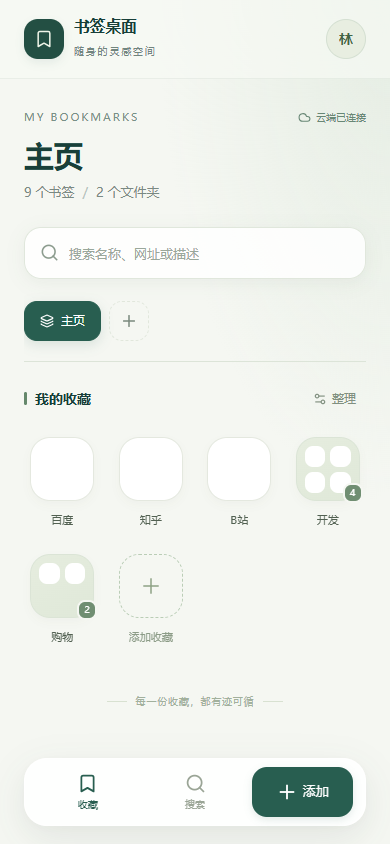 书签桌面
随身的灵感空间
林
MY BOOKMARKS
云端已连接
主页
9 个书签 / 2 个文件夹
搜索名称、网址或描述
主页
我的收藏
整理
百度
知乎
B站
4
开发
2
购物
添加收藏
每一份收藏，都有迹可循
收藏
搜索
添加